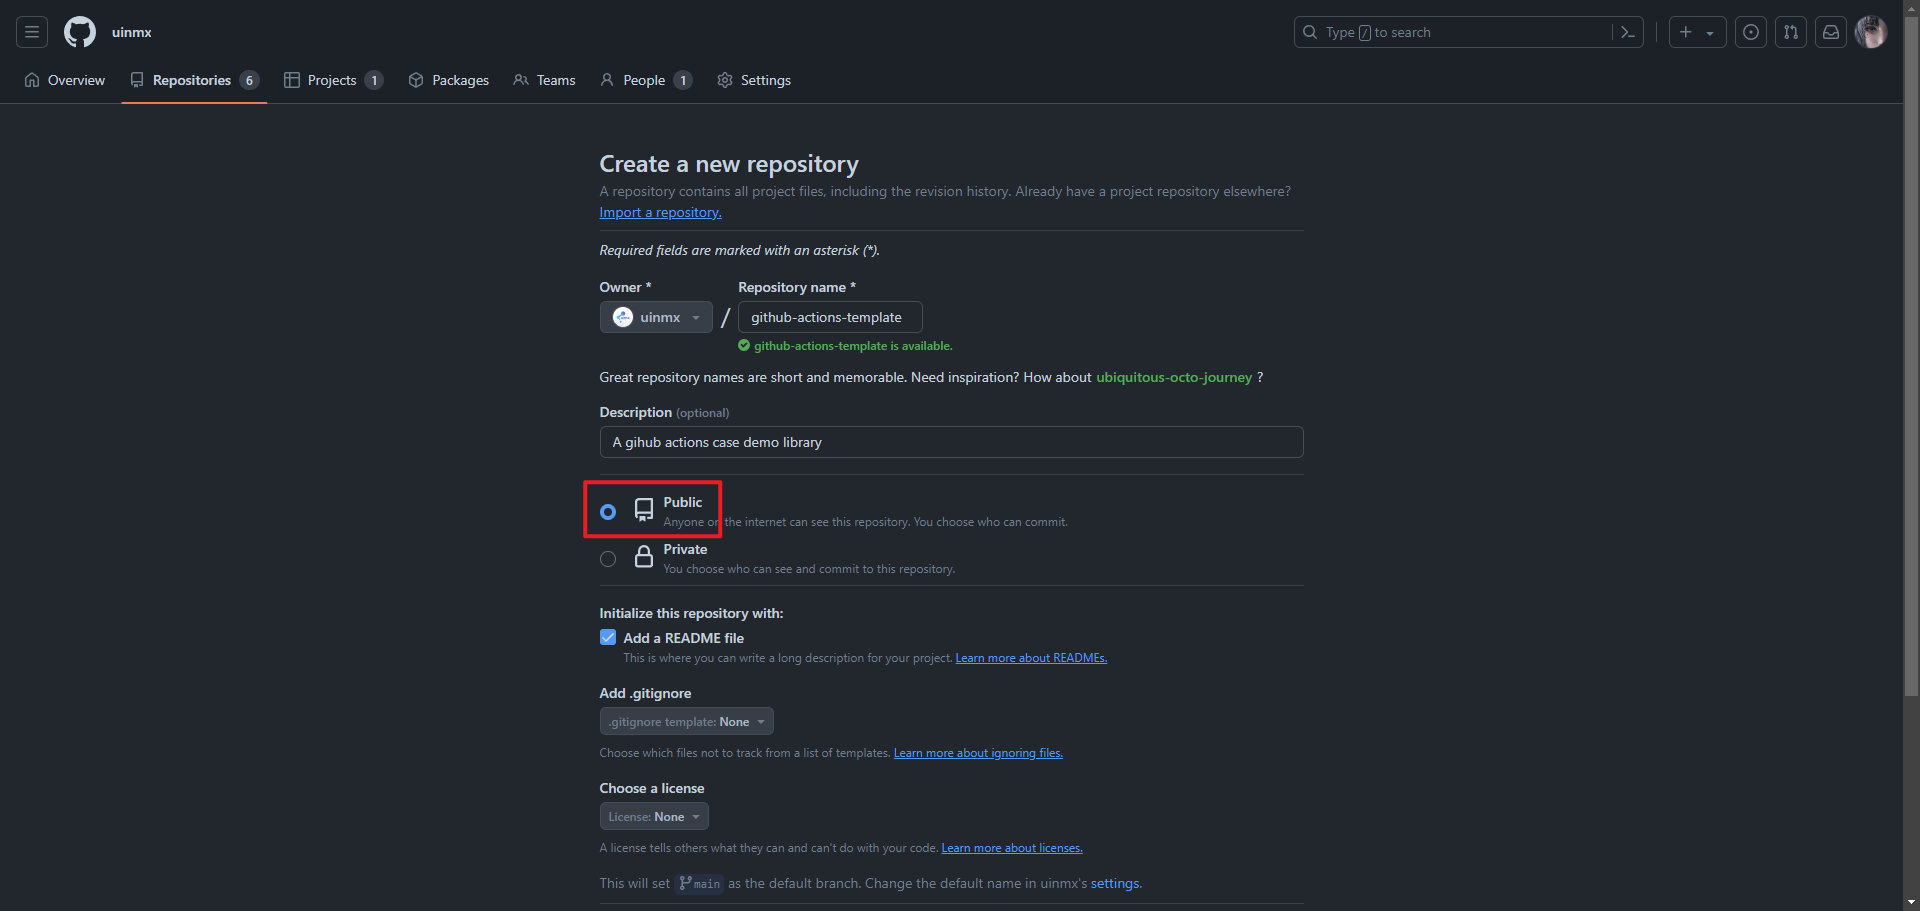 uinmx
Type / to search
Overview
Repositories 6
Projects 1
Packages
Teams
People 1
Settings
Create a new repository
A repository contains all project files, including the revision history. Already have a project repository elsewhere?
Import a repository.
Required fields are marked with an asterisk (*).
Owner *
Repository name *
uinmx
/
github-actions-template
github-actions-template is available.
Great repository names are short and memorable. Need inspiration? How about ubiquitous-octo-journey ?
Description (optional)
A gihub actions case demo library
Public
Anyone on the internet can see this repository. You choose who can commit.
Private
You choose who can see and commit to this repository.
Initialize this repository with:
Add a README file
This is where you can write a long description for your project. Learn more about READMEs.
Add .gitignore
.gitignore template: None
Choose which files not to track from a list of templates. Learn more about ignoring files.
Choose a license
License: None
A license tells others what they can and can't do with your code. Learn more about licenses.
This will set main as the default branch. Change the default name in uinmx's settings.